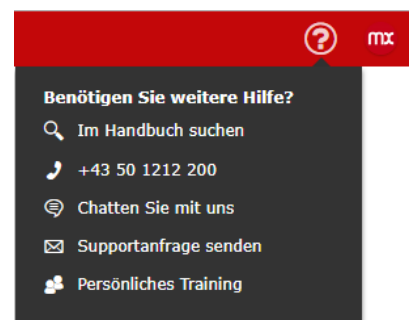 mx
Benötigen Sie weitere Hilfe?
Im Handbuch suchen
+43 50 1212 200
Chatten Sie mit uns
Supportanfrage senden
Persönliches Training